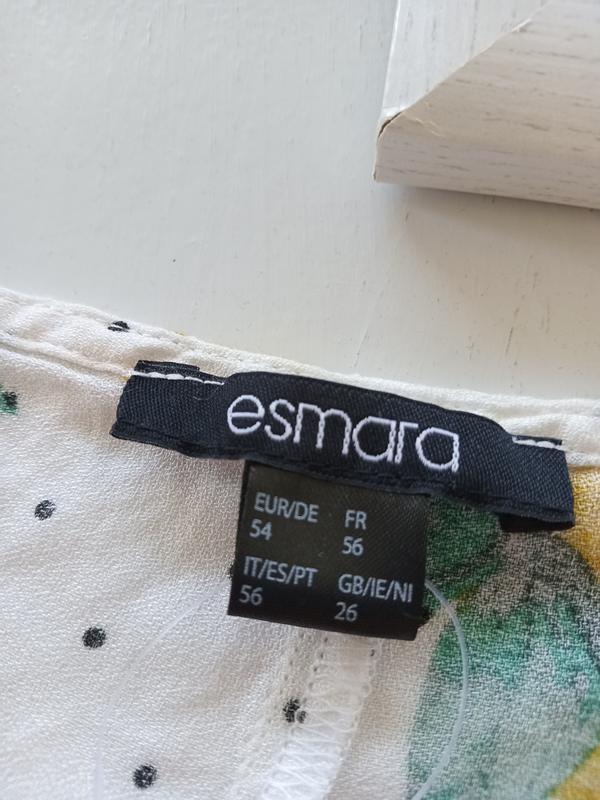 esmara
EUR/DE FR
54 56
IT/ES/PT GB/IE/NI
56 26